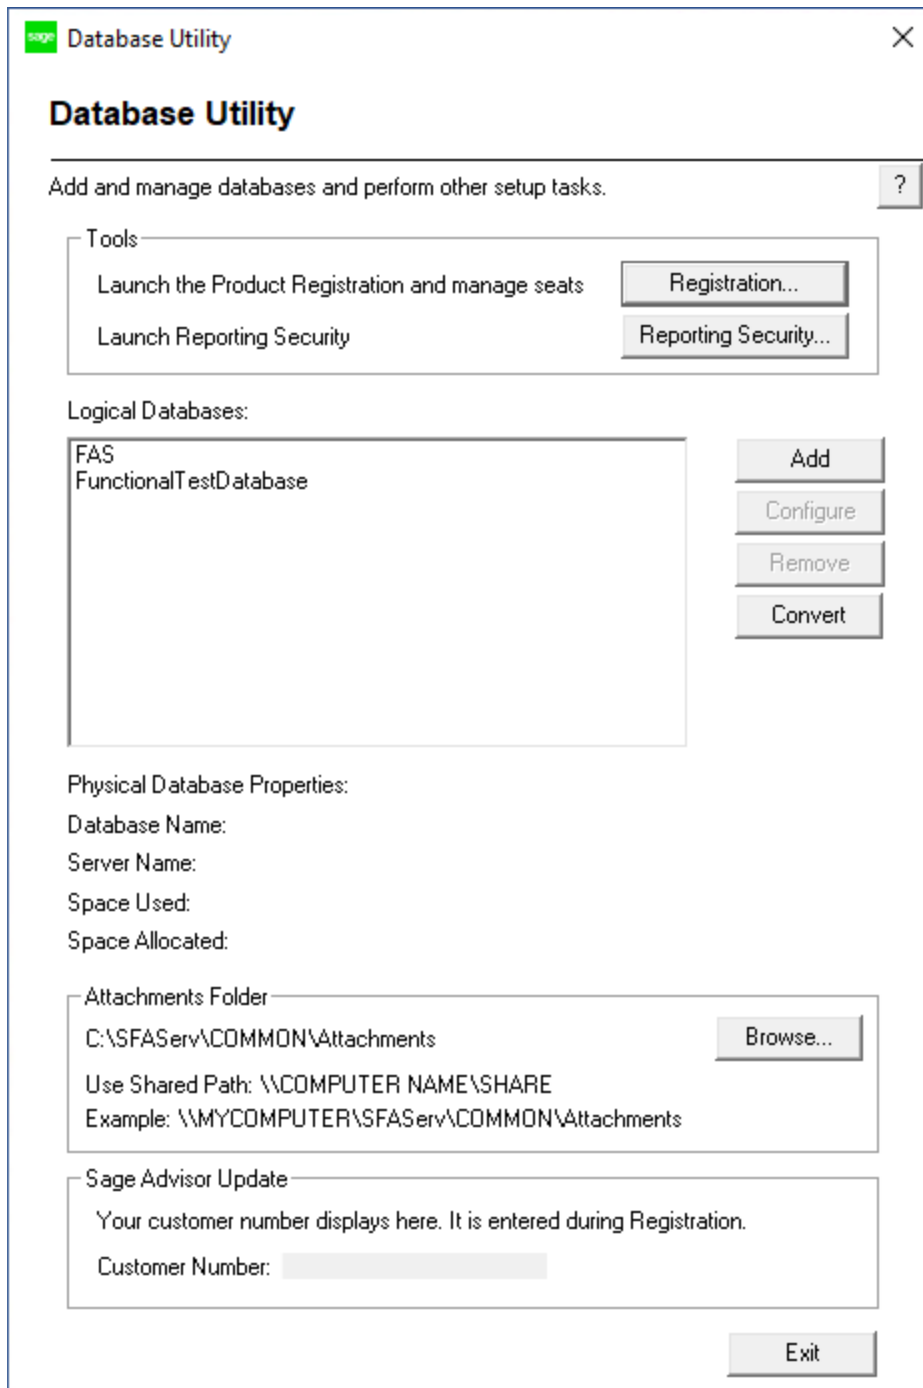 sage Database Utility
Database Utility
Add and manage databases and perform other setup tasks.
?
Tools
Launch the Product Registration and manage seats
Registration...
Launch Reporting Security
Reporting Security...
Logical Databases:
FAS
FunctionalTestDatabase
Add
Configure
Remove
Convert
Physical Database Properties:
Database Name:
Server Name:
Space Used:
Space Allocated:
Attachments Folder
C:\SFAServ\COMMON\Attachments
Browse...
Use Shared Path: \\COMPUTER NAME\SHARE
Example: \\MYCOMPUTER\SFAServ\COMMON\Attachments
Sage Advisor Update
Your customer number displays here. It is entered during Registration.
Customer Number:
Exit